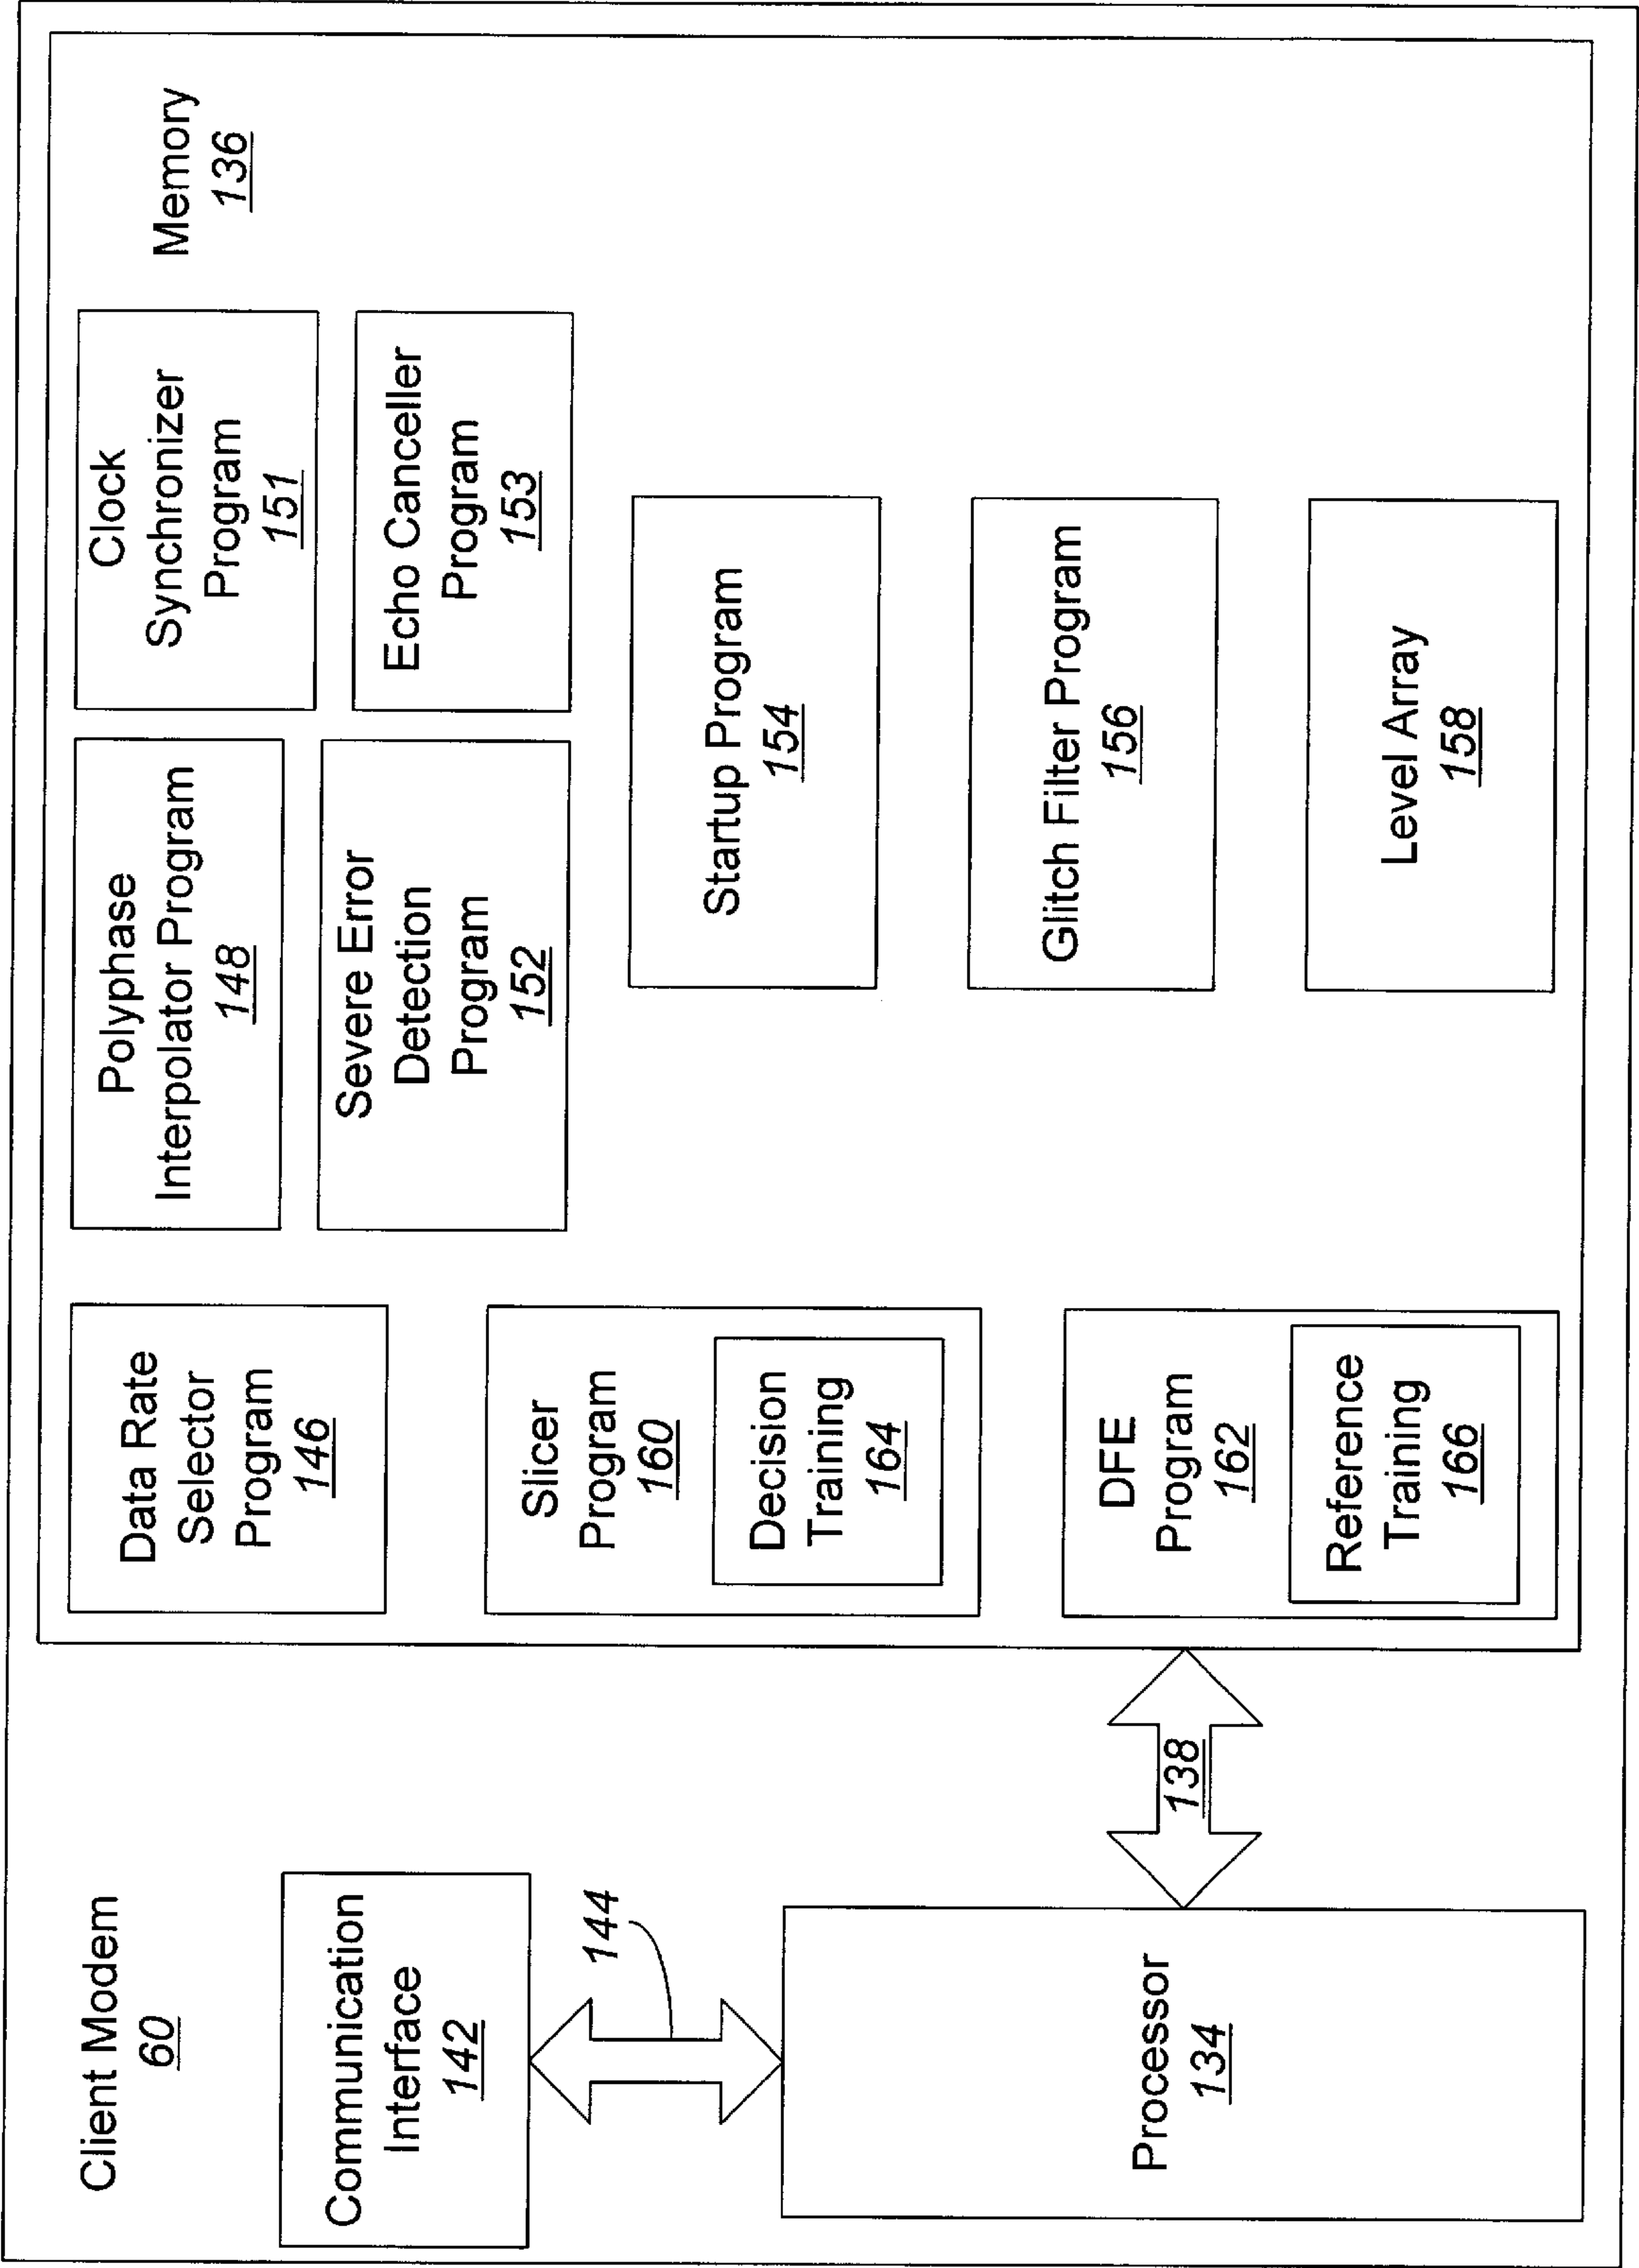 Client Modem
60
Communication
Interface
142
144
Processor
134
138
Memory
136
Data Rate
Selector
Program
146
Polyphase
Interpolator Program
148
Clock
Synchronizer
Program
151
Severe Error
Detection
Program
152
Echo Canceller
Program
153
Slicer
Program
160
Decision
Training
164
Startup Program
154
Glitch Filter Program
156
DFE
Program
162
Reference
Training
166
Level Array
158